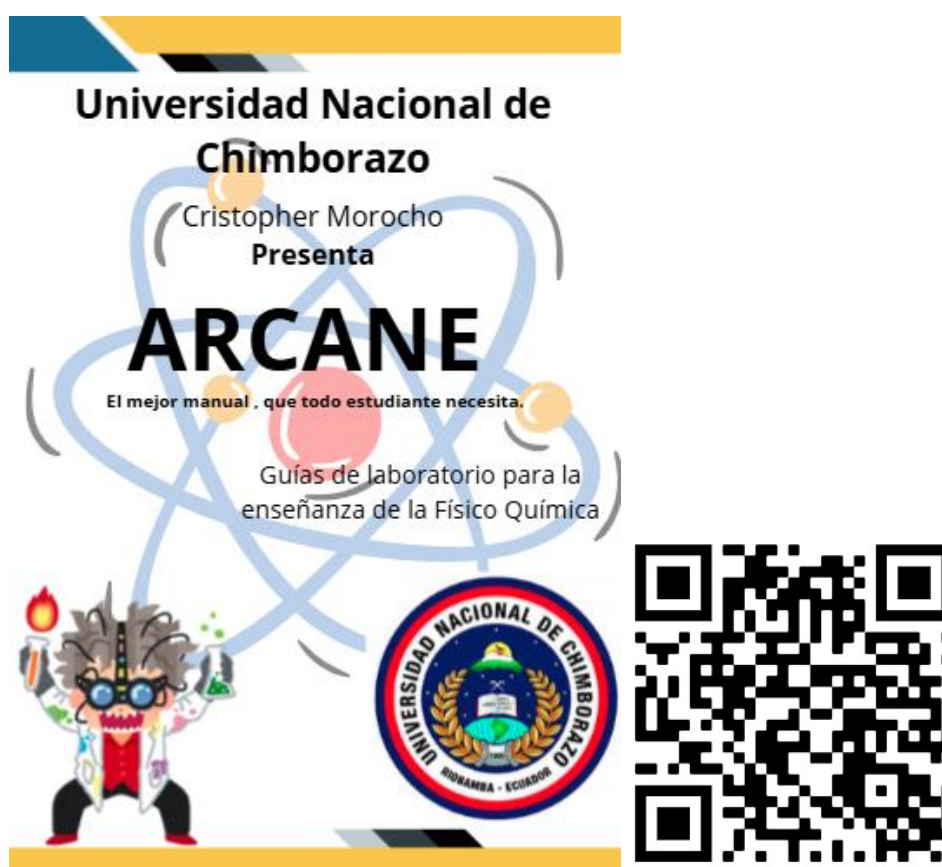 Universidad Nacional de
Chimborazo
Cristopher Morocho
Presenta
ARCANE
El mejor manual , que todo estudiante necesita.
Guías de laboratorio para la
enseñanza de la Físico Química
UNIVERSIDAD NACIONAL DE CHIMBORAZO
RIOBAMBA - ECUADOR